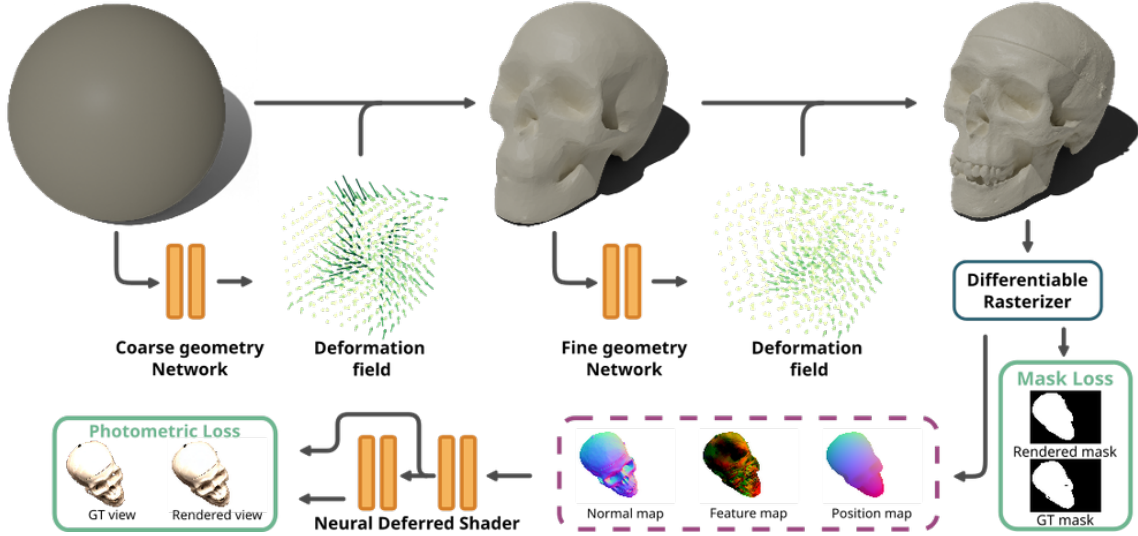 Coarse geometry
Network
Deformation
field
Fine geometry
Network
Deformation
field
Differentiable
Rasterizer
Mask Loss
Rendered mask
GT mask
Photometric Loss
GT view
Rendered view
Neural Deferred Shader
Normal map
Feature map
Position map